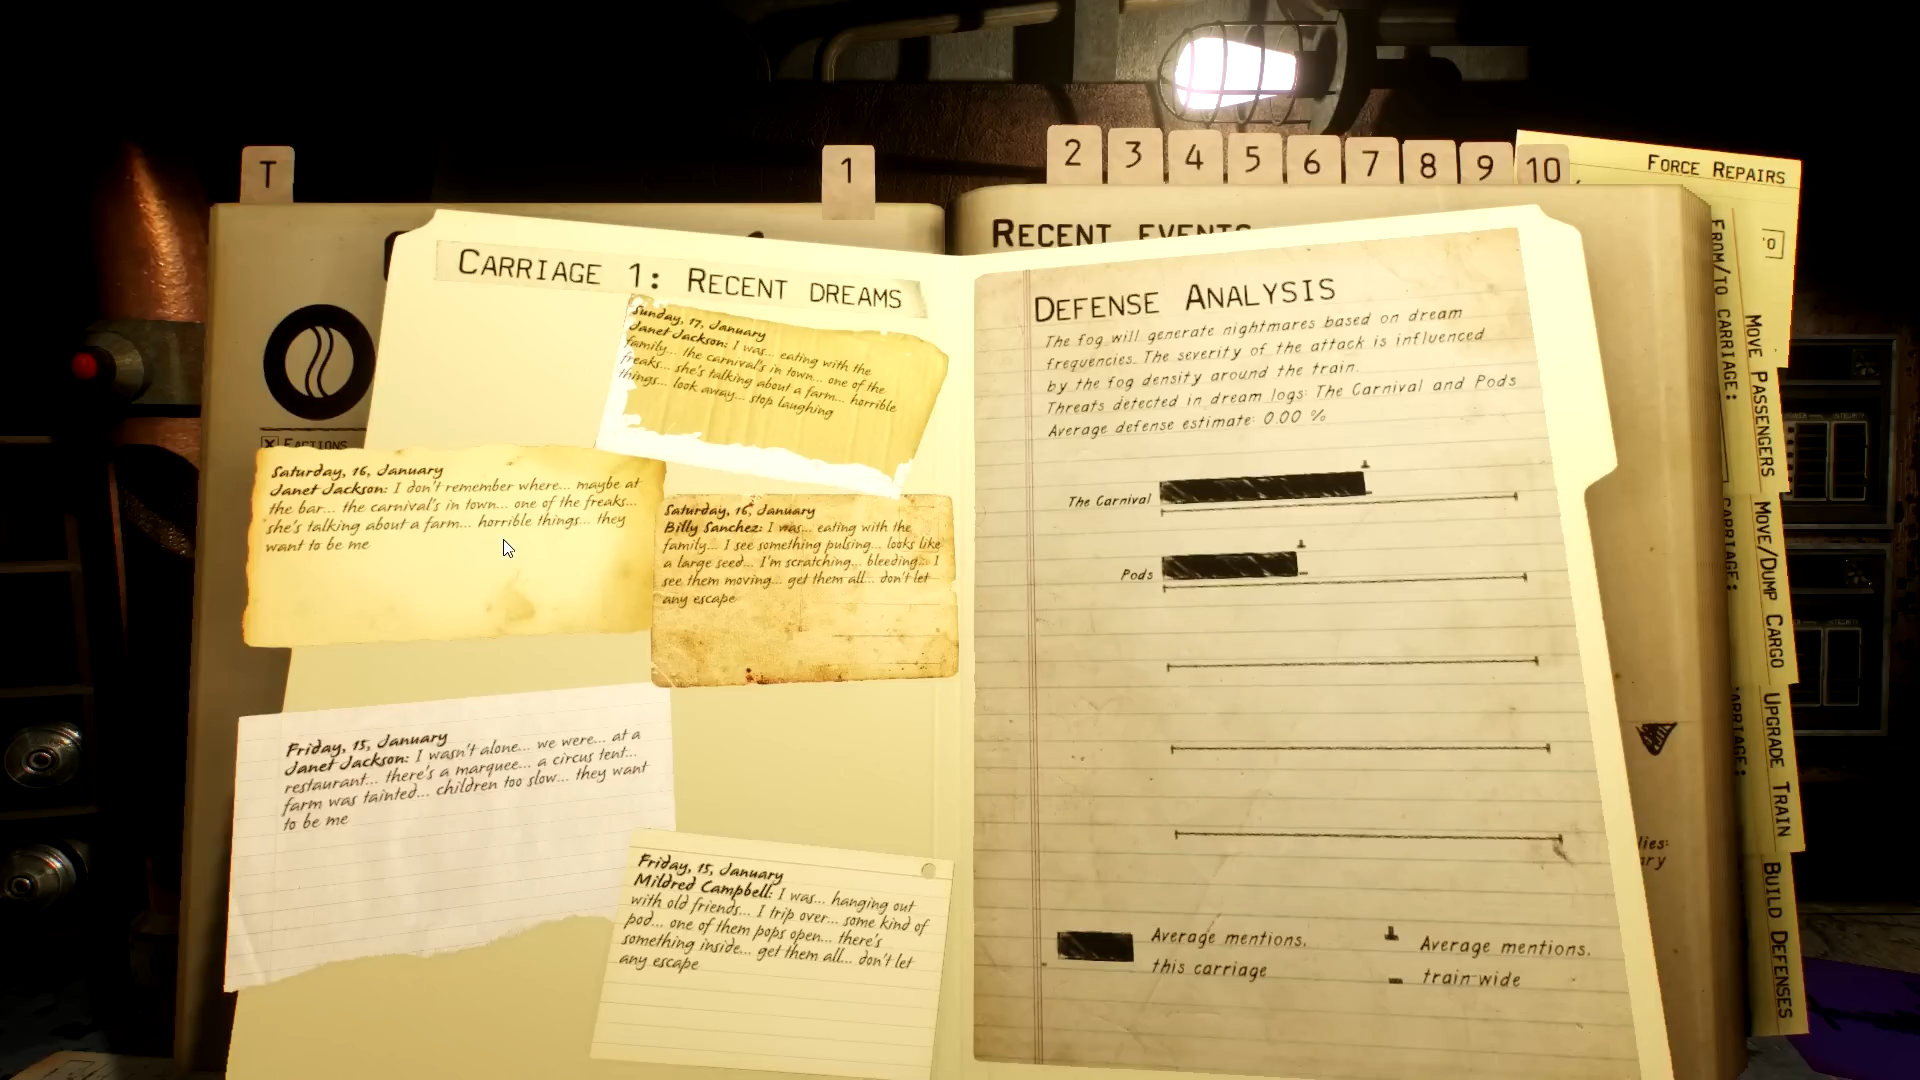 T
1
2
3
4
5
6
7
8
9
10
FORCE REPAIRS
FROM/TO CARRIAGE:
CARRIAGE:
MOVE PASSENGERS
MOVE/DUMP CARGO
UPGRADE TRAIN
BUILD DEFENSES
RECENT EVENTS
FACTIONS
CARRIAGE 1: RECENT DREAMS
Sunday, 17, January
Janet Jackson: I was... eating with the
family... the carnival's in town... one of the
freaks... she's talking about a farm... horrible
things... look away... stop laughing
Saturday, 16, January
Janet Jackson: I don't remember where... maybe at
the bar... the carnival's in town... one of the freaks...
she's talking about a farm... horrible things... they
want to be me
Saturday, 16, January
Billy Sanchez: I was... eating with the
family... I see something pulsing... looks like
a large seed... I'm scratching... bleeding... I
see them moving... get them all... don't let
any escape
Friday, 15, January
Janet Jackson: I wasn't alone... we were... at a
restaurant... there's a marquee... a circus tent...
farm was tainted... children too slow... they want
to be me
Friday, 15, January
Mildred Campbell: I was... hanging out
with old friends... I trip over... some kind of
pod... one of them pops open... there's
something inside... get them all... don't let
any escape
DEFENSE ANALYSIS
The fog will generate nightmares based on dream
frequencies. The severity of the attack is influenced
by the fog density around the train.
Threats detected in dream logs: The Carnival and Pods
Average defense estimate: 0.00 %
The Carnival
Pods
Average mentions,
this carriage
Average mentions,
train wide